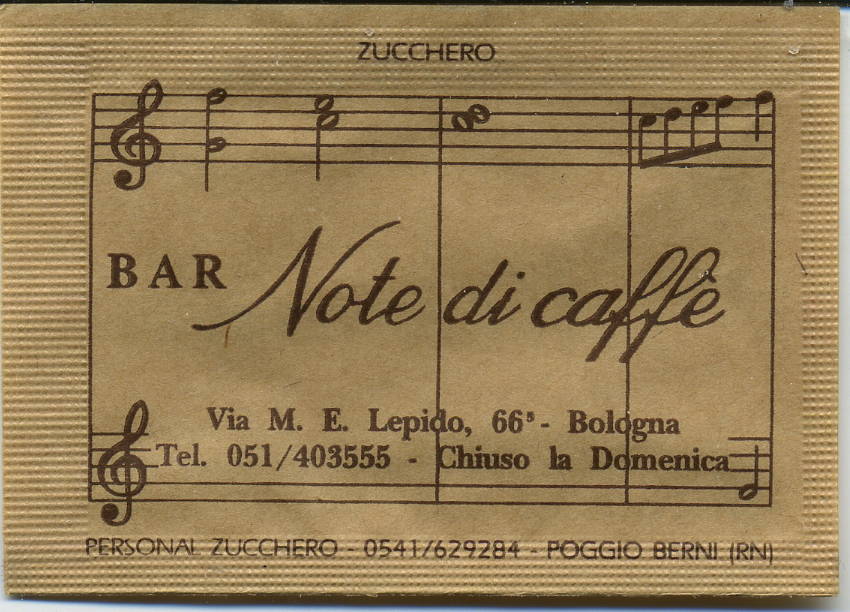 ZUCCHERO
BAR Note di caffè
Via M. E. Lepido, 66⁵ - Bologna
Tel. 051/403555 - Chiuso la Domenica
PERSONAL ZUCCHERO - 0541/629284 - POGGIO BERNI (RN)